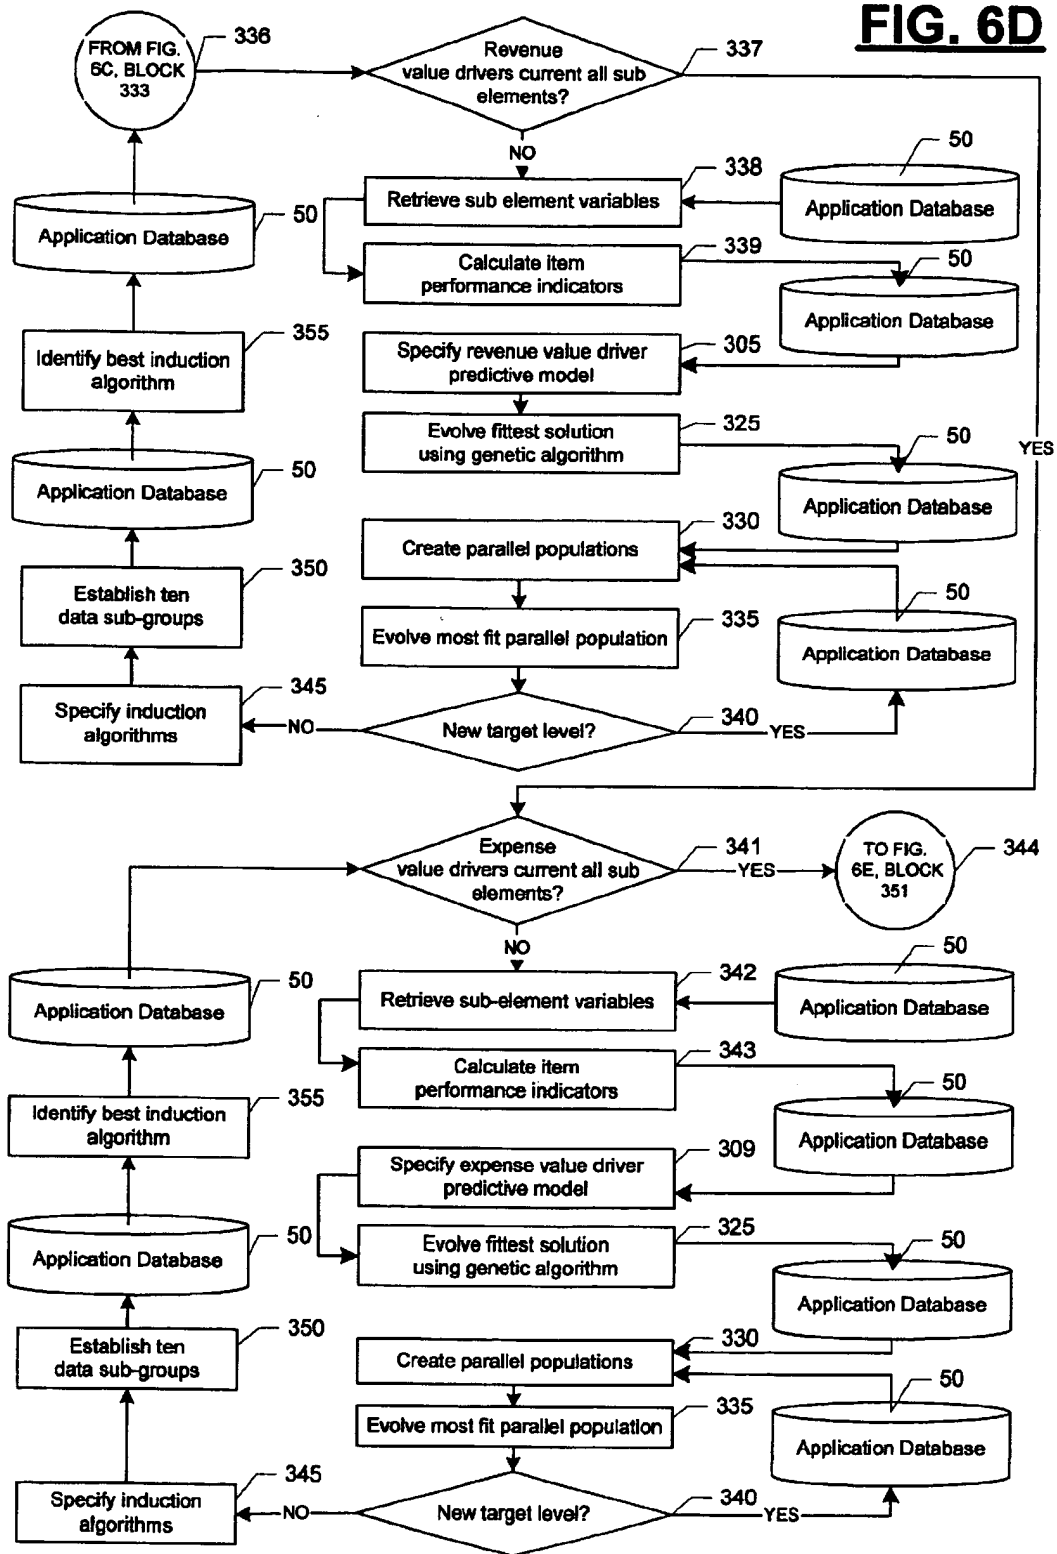 FIG. 6D
FROM FIG.
6C, BLOCK
333
336
Revenue
value drivers current all sub
elements?
337
NO
YES
Retrieve sub element variables
338
50
Application Database
Calculate item
performance indicators
339
50
Application Database
Specify revenue value driver
predictive model
305
Evolve fittest solution
using genetic algorithm
325
50
Application Database
Create parallel populations
330
Evolve most fit parallel population
335
50
Application Database
New target level?
340
YES
NO
Specify induction
algorithms
345
Establish ten
data sub-groups
350
Application Database
50
Identify best induction
algorithm
355
Application Database
50
Expense
value drivers current all sub
elements?
341
YES
TO FIG.
6E, BLOCK
351
344
NO
Retrieve sub-element variables
342
50
Application Database
Calculate item
performance indicators
343
50
Application Database
Specify expense value driver
predictive model
309
Evolve fittest solution
using genetic algorithm
325
50
Application Database
Create parallel populations
330
Evolve most fit parallel population
335
50
Application Database
New target level?
340
YES
NO
Specify induction
algorithms
345
Establish ten
data sub-groups
350
Application Database
50
Identify best induction
algorithm
355
Application Database
50